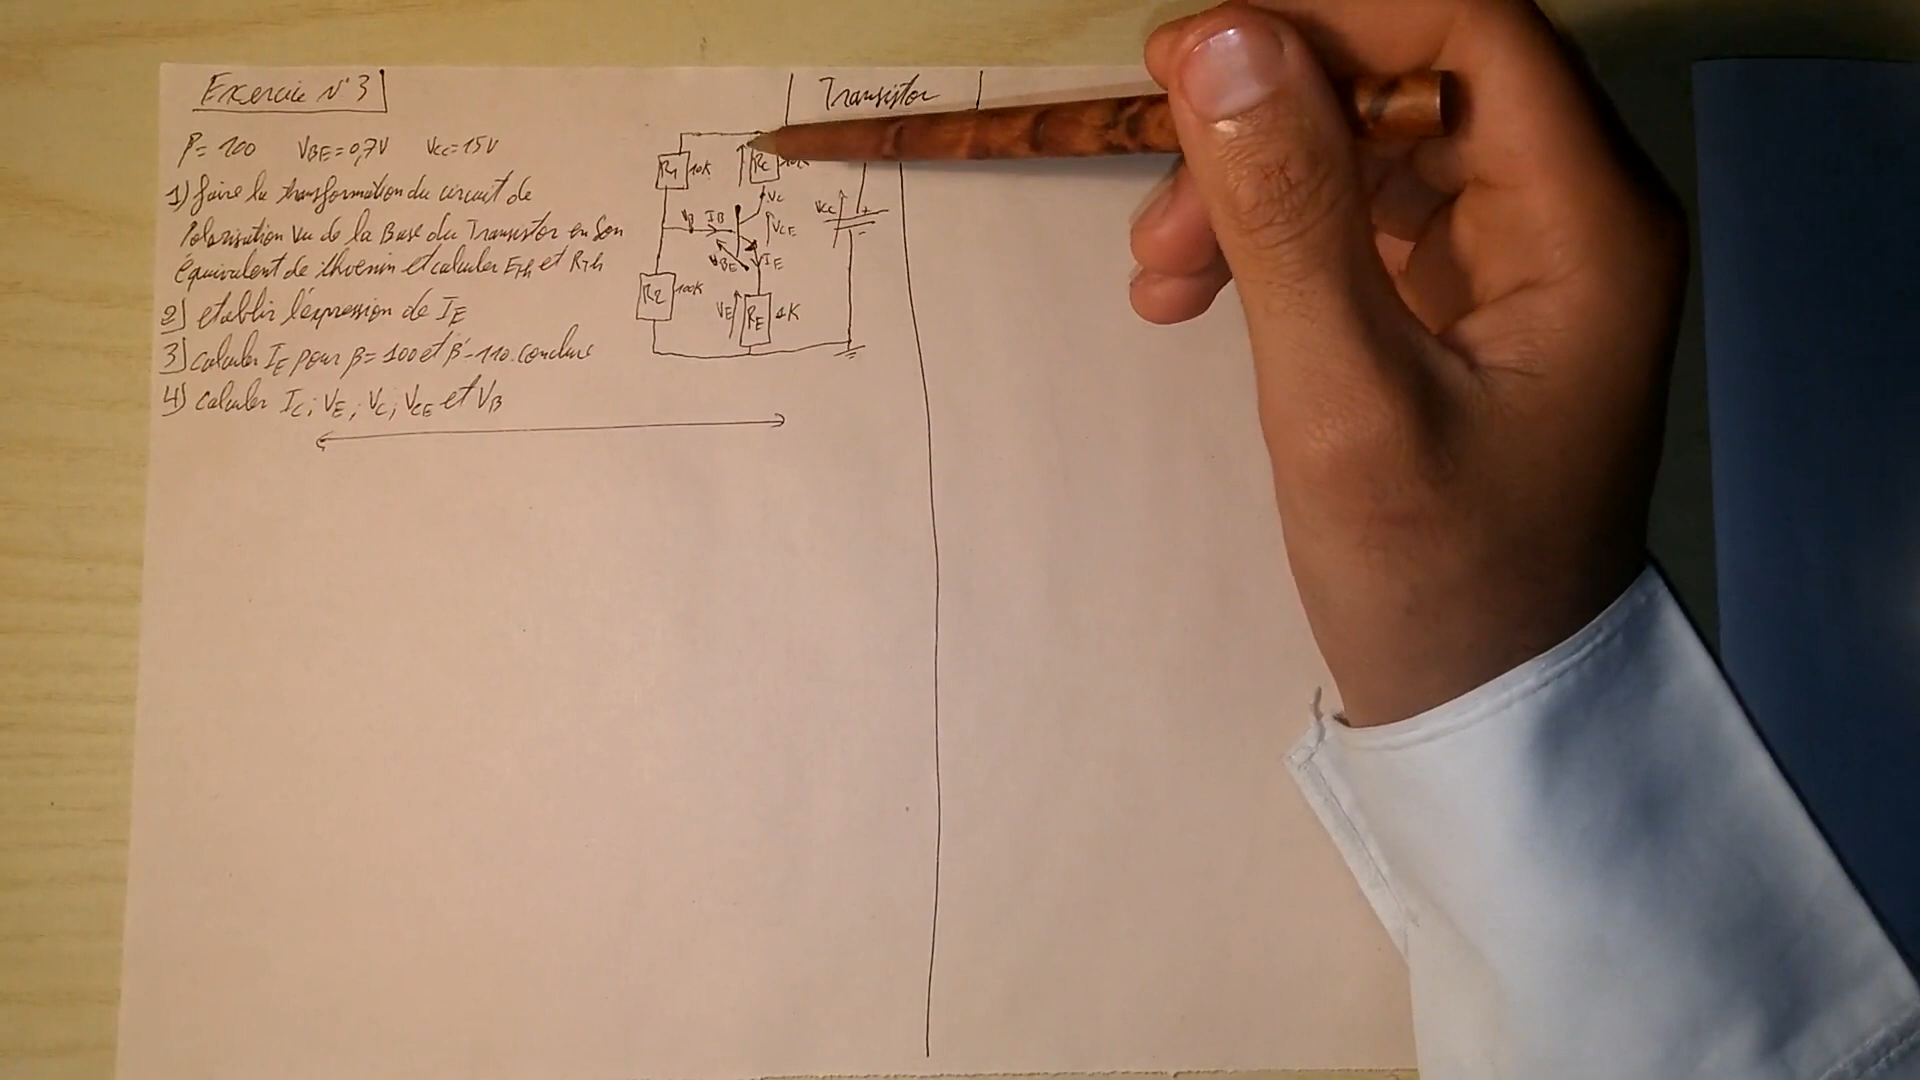 Exercice N°3
Transistor
β= 100 VBE=0,7V Vcc=15V
1) faire la transformation du circuit de
Polarisation Vu de la Base du Transistor en Son
équivalent de thvenin et calculer ETh et RTh
2) etablir l'expression de IE
3) calculer IE pour β= 100 et β'=110. Conclure
4) calculer IC; VE; VC; VCE et VB
R1 10K
RC
VC
VB IB
VCE
Vcc
+
-
VBE
IE
R2 100K
VE
RE 1K